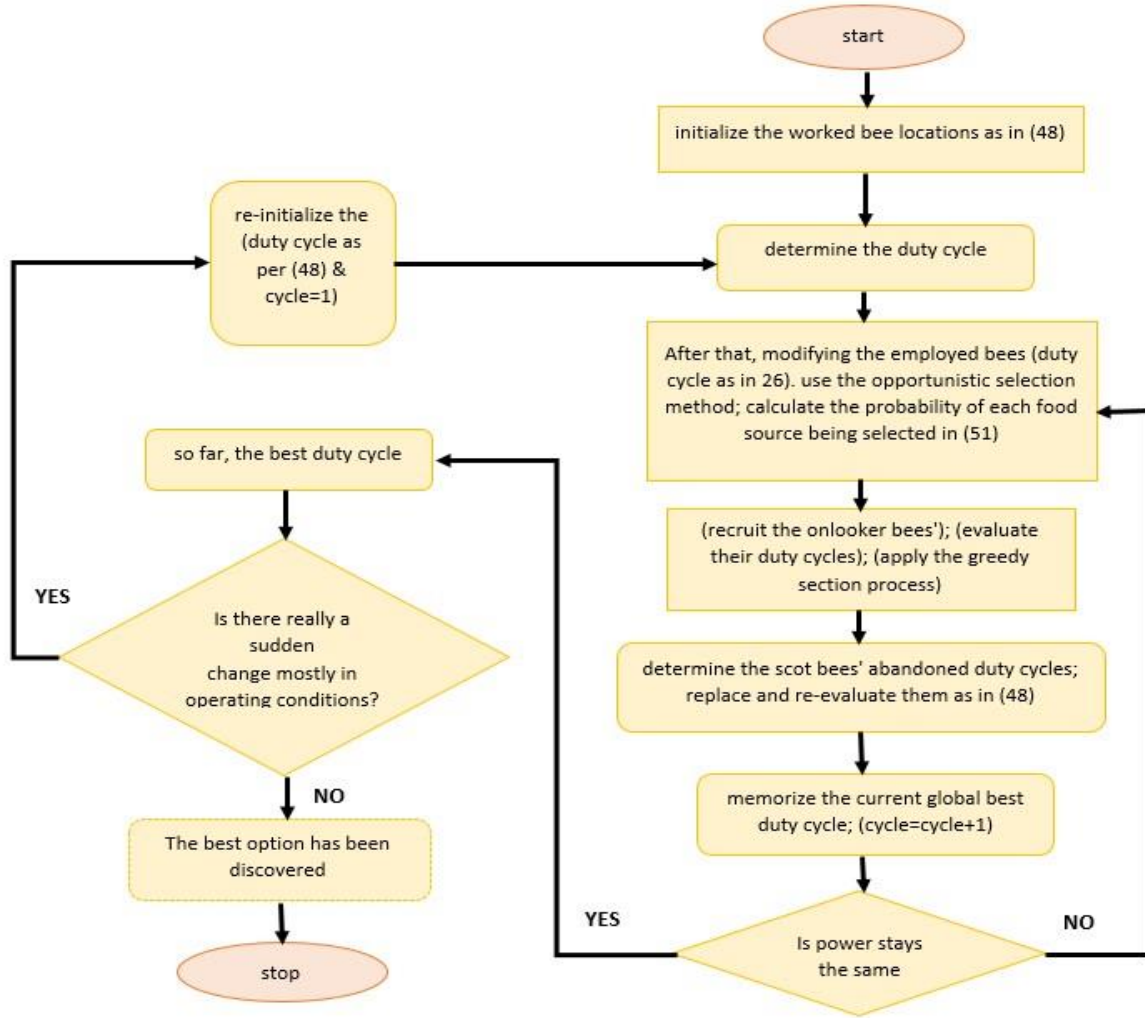 start
initialize the worked bee locations as in (48)
determine the duty cycle
After that, modifying the employed bees (duty
cycle as in 26). use the opportunistic selection
method; calculate the probability of each food
source being selected in (51)
(recruit the onlooker bees'); (evaluate
their duty cycles); (apply the greedy
section process)
determine the scot bees' abandoned duty cycles;
replace and re-evaluate them as in (48)
memorize the current global best
duty cycle; (cycle=cycle+1)
Is power stays
the same
YES
NO
so far, the best duty cycle
Is there really a
sudden
change mostly in
operating conditions?
YES
NO
re-initialize the
(duty cycle as
per (48) &
cycle=1)
The best option has been
discovered
stop